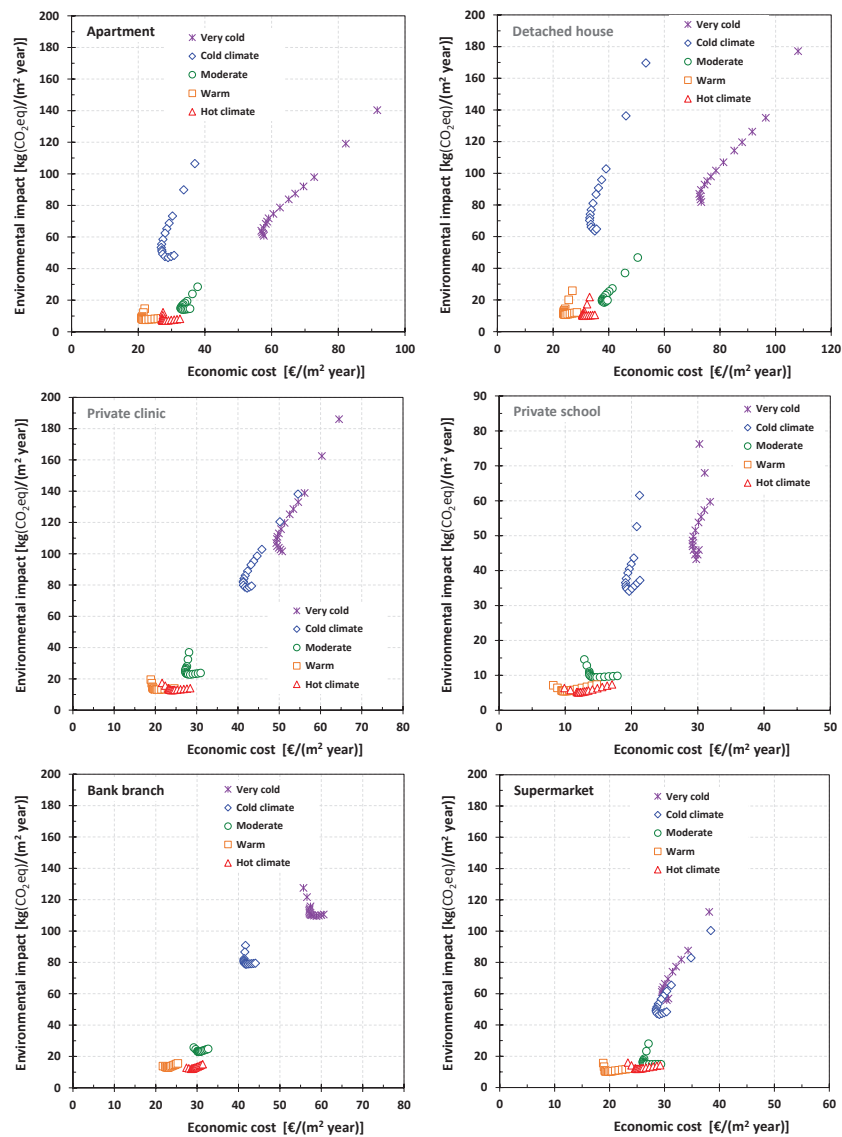 Apartment
Very cold
Cold climate
Moderate
Warm
Hot climate
Environmental impact [kg(CO₂eq)/(m² year)]
200
180
160
140
120
100
80
60
40
20
0
0 20 40 60 80 100
Economic cost [€/(m² year)]
Detached house
Very cold
Cold climate
Moderate
Warm
Hot climate
Environmental impact [kg(CO₂eq)/(m² year)]
200
180
160
140
120
100
80
60
40
20
0
0 20 40 60 80 100 120
Economic cost [€/(m² year)]
Private clinic
Very cold
Cold climate
Moderate
Warm
Hot climate
Environmental impact [kg(CO₂eq)/(m² year)]
200
180
160
140
120
100
80
60
40
20
0
0 10 20 30 40 50 60 70 80
Economic cost [€/(m² year)]
Private school
Very cold
Cold climate
Moderate
Warm
Hot climate
Environmental impact [kg(CO₂eq)/(m² year)]
90
80
70
60
50
40
30
20
10
0
0 10 20 30 40 50
Economic cost [€/(m² year)]
Bank branch
Very cold
Cold climate
Moderate
Warm
Hot climate
Environmental impact [kg(CO₂eq)/(m² year)]
200
180
160
140
120
100
80
60
40
20
0
0 10 20 30 40 50 60 70 80
Economic cost [€/(m² year)]
Supermarket
Very cold
Cold climate
Moderate
Warm
Hot climate
Environmental impact [kg(CO₂eq)/(m² year)]
200
180
160
140
120
100
80
60
40
20
0
0 10 20 30 40 50 60
Economic cost [€/(m² year)]